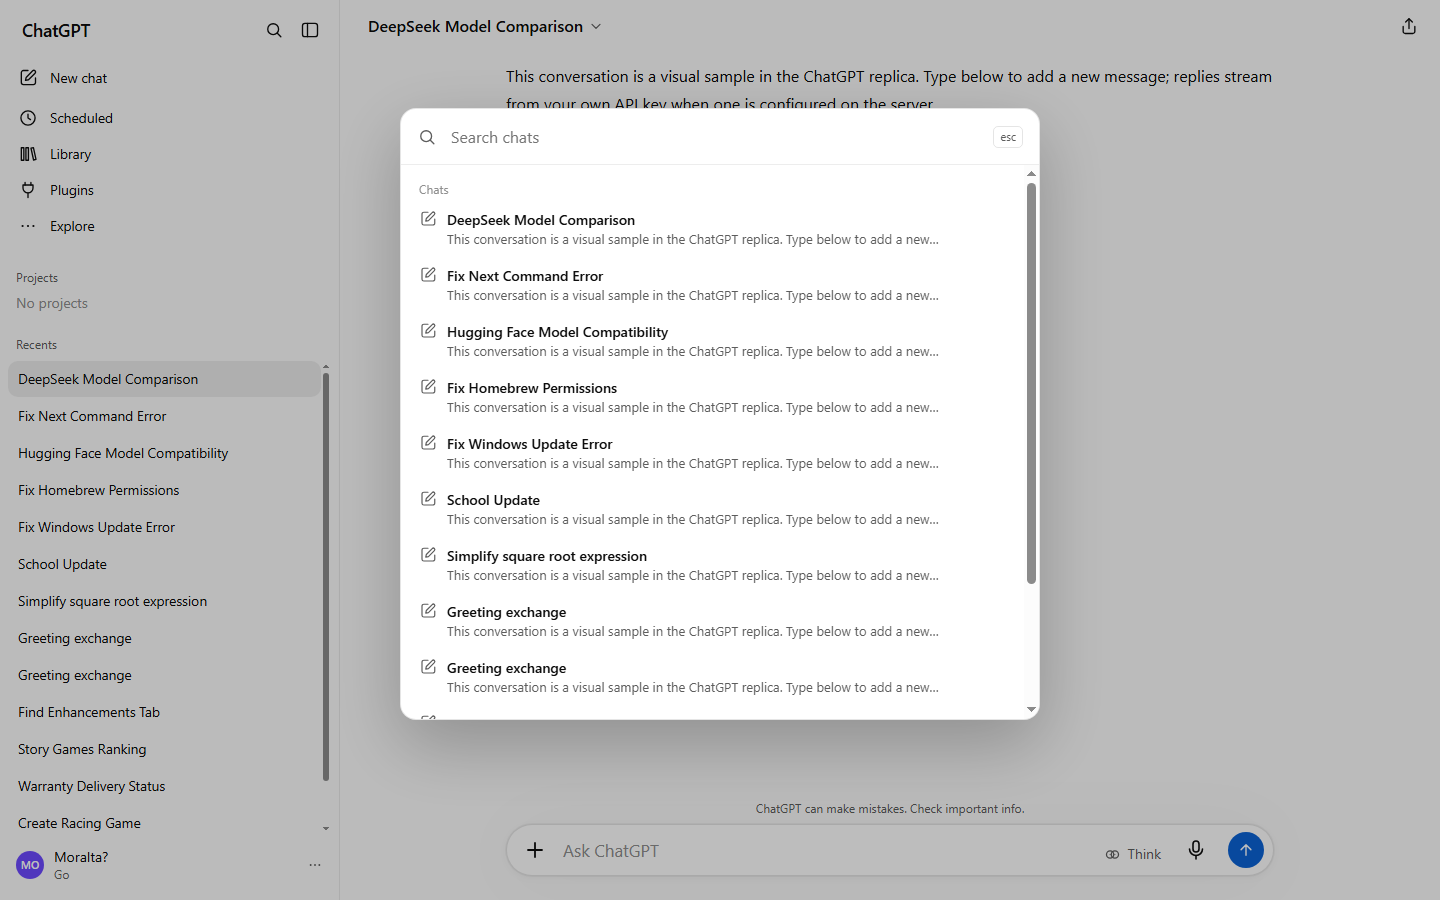 ChatGPT
New chat
Scheduled
Library
Plugins
Explore
Projects
No projects
Recents
DeepSeek Model Comparison
Fix Next Command Error
Hugging Face Model Compatibility
Fix Homebrew Permissions
Fix Windows Update Error
School Update
Simplify square root expression
Greeting exchange
Greeting exchange
Find Enhancements Tab
Story Games Ranking
Warranty Delivery Status
Create Racing Game
MO
Moralta?
Go
DeepSeek Model Comparison
This conversation is a visual sample in the ChatGPT replica. Type below to add a new message; replies stream
from your own API key when one is configured on the server.
Search chats
esc
Chats
DeepSeek Model Comparison
This conversation is a visual sample in the ChatGPT replica. Type below to add a new...
Fix Next Command Error
This conversation is a visual sample in the ChatGPT replica. Type below to add a new...
Hugging Face Model Compatibility
This conversation is a visual sample in the ChatGPT replica. Type below to add a new...
Fix Homebrew Permissions
This conversation is a visual sample in the ChatGPT replica. Type below to add a new...
Fix Windows Update Error
This conversation is a visual sample in the ChatGPT replica. Type below to add a new...
School Update
This conversation is a visual sample in the ChatGPT replica. Type below to add a new...
Simplify square root expression
This conversation is a visual sample in the ChatGPT replica. Type below to add a new...
Greeting exchange
This conversation is a visual sample in the ChatGPT replica. Type below to add a new...
Greeting exchange
This conversation is a visual sample in the ChatGPT replica. Type below to add a new...
ChatGPT can make mistakes. Check important info.
Ask ChatGPT
Think